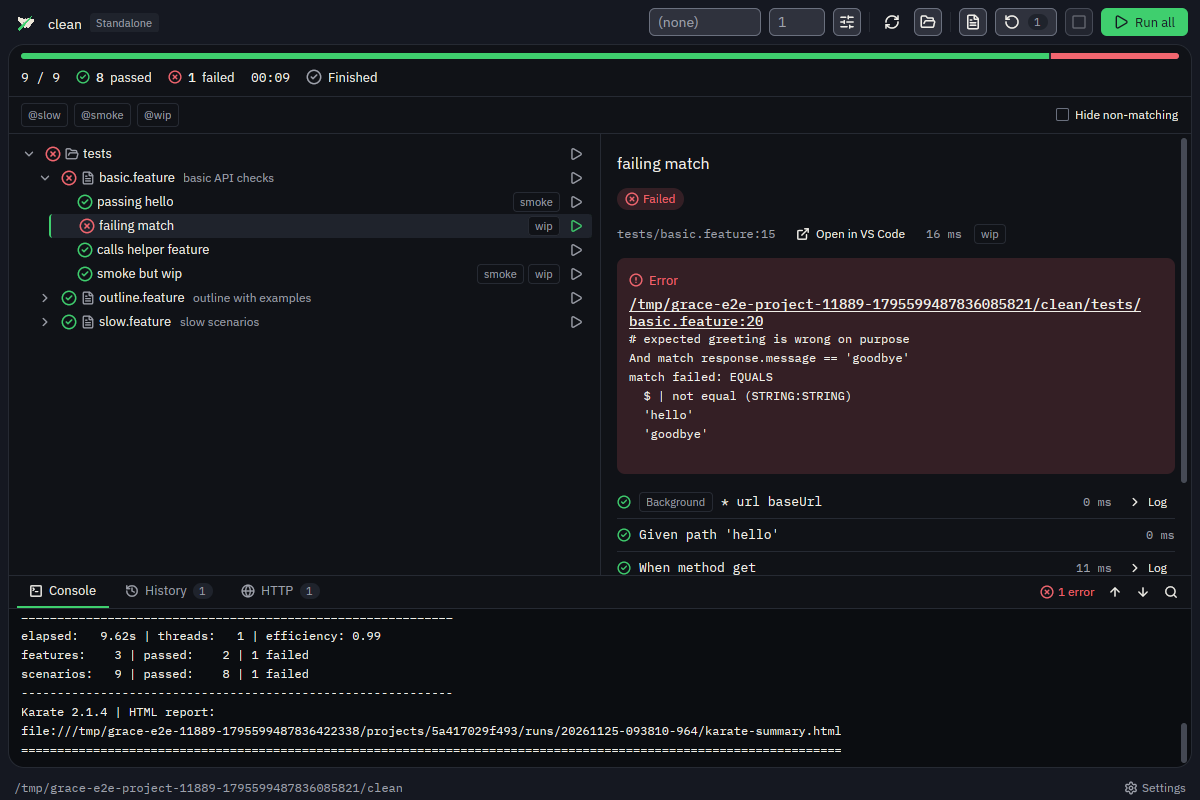 clean Standalone (none) 1 1 Run all
9 / 9 8 passed 1 failed 00:09 Finished
@slow @smoke @wip Hide non-matching
tests
basic.feature basic API checks
passing hello smoke
failing match wip
calls helper feature
smoke but wip smoke wip
outline.feature outline with examples
slow.feature slow scenarios
failing match
Failed
tests/basic.feature:15 Open in VS Code 16 ms wip
Error
/tmp/grace-e2e-project-11889-1795599487836085821/clean/tests/
basic.feature:20
# expected greeting is wrong on purpose
And match response.message == 'goodbye'
match failed: EQUALS
$ | not equal (STRING:STRING)
'hello'
'goodbye'
Background * url baseUrl 0 ms Log
Given path 'hello' 0 ms
When method get 11 ms Log
Console History 1 HTTP 1 1 error
------------------------------------------------------------
elapsed: 9.62s | threads: 1 | efficiency: 0.99
features: 3 | passed: 2 | 1 failed
scenarios: 9 | passed: 8 | 1 failed
------------------------------------------------------------
Karate 2.1.4 | HTML report:
file:///tmp/grace-e2e-11889-1795599487836422338/projects/5a417029f493/runs/20261125-093810-964/karate-summary.html
===================================================================================================================
/tmp/grace-e2e-project-11889-1795599487836085821/clean Settings